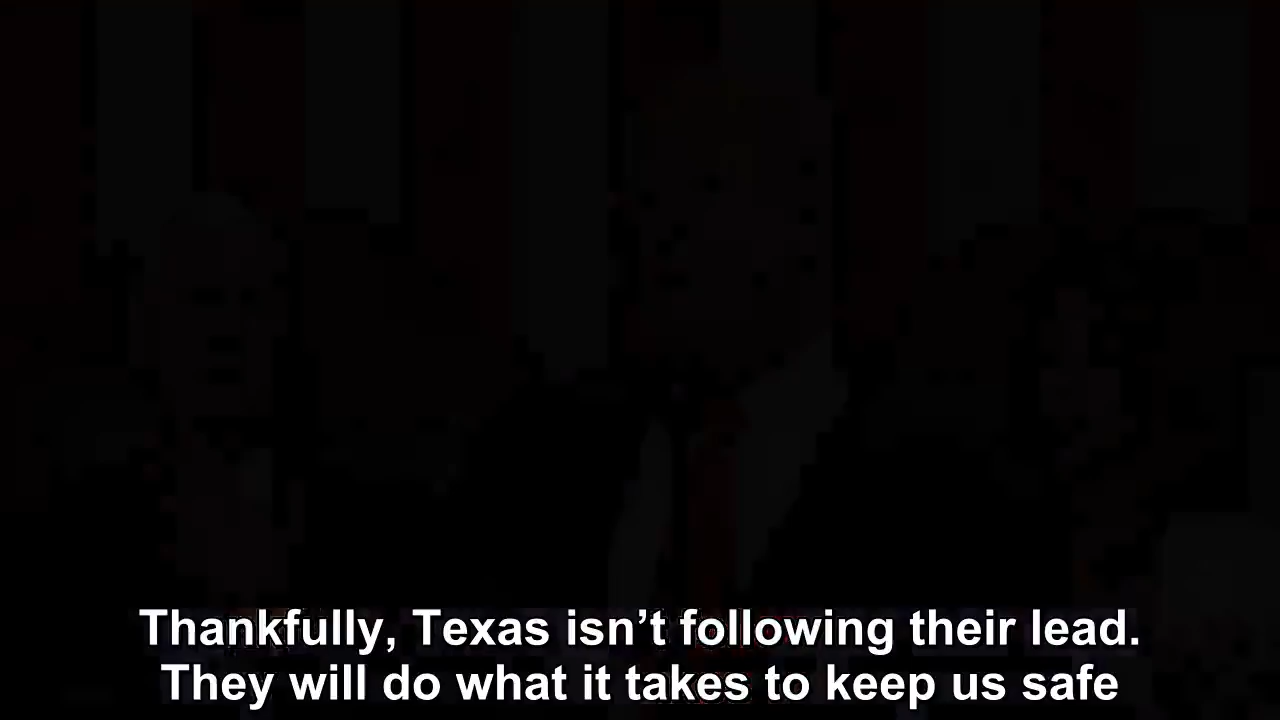 Thankfully, Texas isn’t following their lead.
They will do what it takes to keep us safe